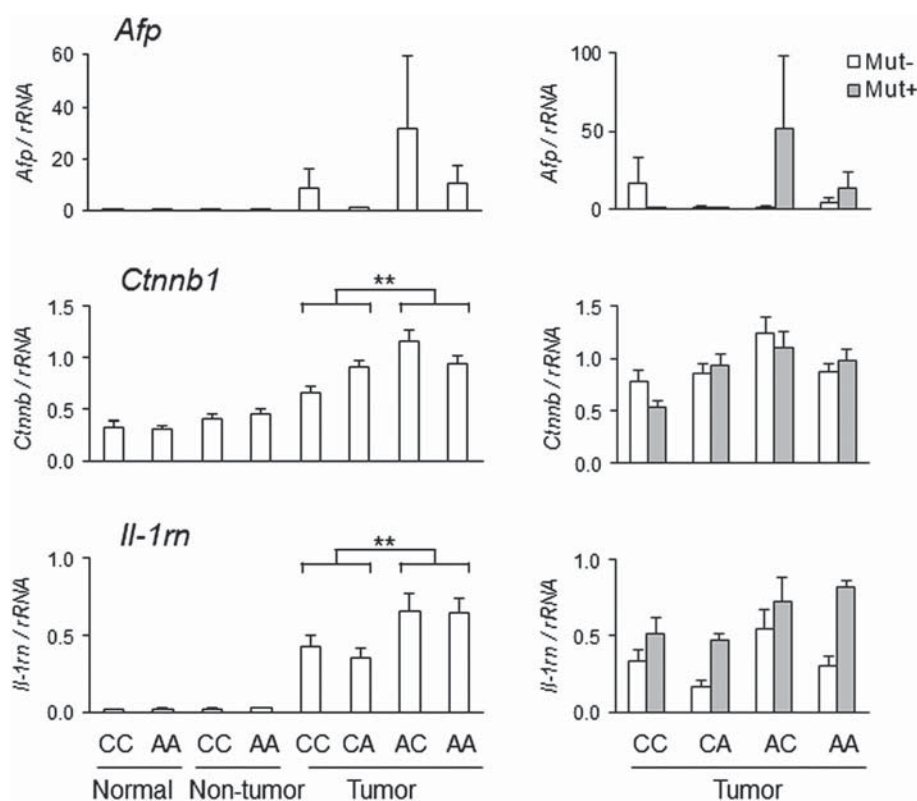 Afp
60
40
20
0
Afp / rRNA
100
50
0
Afp / rRNA
Mut-
Mut+
Ctnnb1
**
1.5
1.0
0.5
0.0
Ctnnb / rRNA
1.5
1.0
0.5
0.0
Ctnnb / rRNA
Il-1rn
**
1.0
0.5
0.0
Il-1rn / rRNA
1.0
0.5
0.0
Il-1rn / rRNA
CC AA CC AA CC CA AC AA
Normal Non-tumor Tumor
CC CA AC AA
Tumor